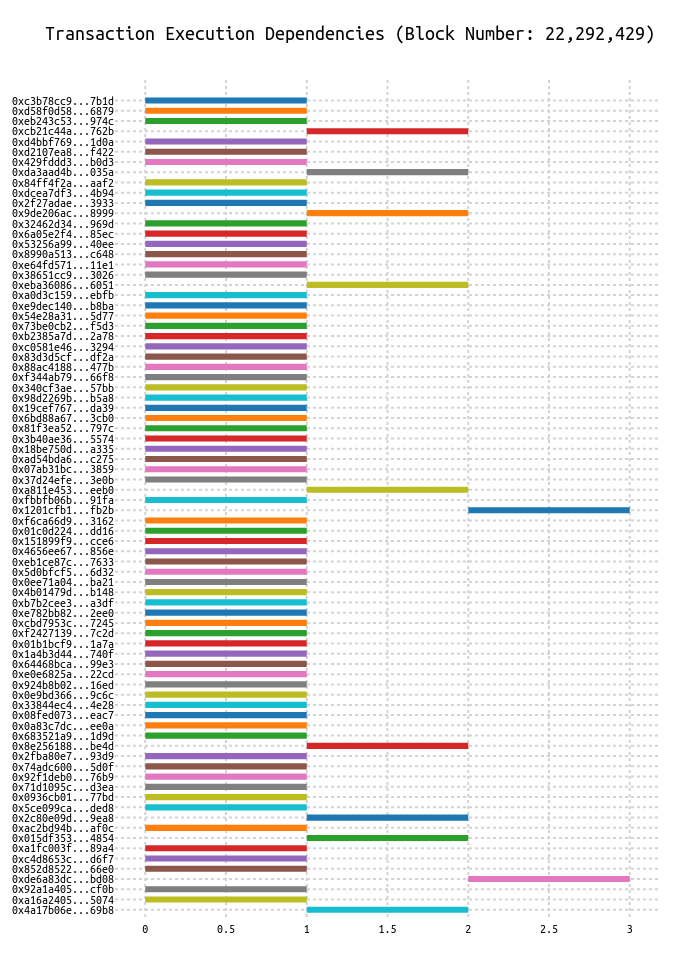 Transaction Execution Dependencies (Block Number: 22,292,429)
0xc3b78cc9...7b1d
0xd58f0d58...6879
0xeb243c53...974c
0xcb21c44a...762b
0xd4bbf769...1d0a
0xd2107ea8...f422
0x429fddd3...b0d3
0xda3aad4b...035a
0x84ff4f2a...aaf2
0xdcea7df3...4b94
0x2f27adae...3933
0x9de206ac...8999
0x32462d34...969d
0x6a05e2f4...85ec
0x53256a99...40ee
0x8990a513...c648
0xe64fd571...11e1
0x38651cc9...3026
0xeba36086...6051
0xa0d3c159...ebfb
0xe9dec140...b8ba
0x54e28a31...5d77
0x73be0cb2...f5d3
0xb2385a7d...2a78
0xc0581e46...3294
0x83d3d5cf...df2a
0x88ac4188...477b
0xf344ab79...66f8
0x340cf3ae...57bb
0x98d2269b...b5a8
0x19cef767...da39
0x6bd88a67...3cb0
0x81f3ea52...797c
0x3b40ae36...5574
0x18be750d...a335
0xad54bda6...c275
0x07ab31bc...3859
0x37d24efe...3e0b
0xa811e453...eeb0
0xfbbfb06b...91fa
0x1201cfb1...fb2b
0xf6ca66d9...3162
0x01c0d224...dd16
0x151899f9...cce6
0x4656ee67...856e
0xeb1ce87c...7633
0x5d0bfcf5...6d32
0x0ee71a04...ba21
0x4b01479d...b148
0xb7b2cee3...a3df
0xe782bb82...2ee0
0xcbd7953c...7245
0xf2427139...7c2d
0x01b1bcf9...1a7a
0x1a4b3d44...740f
0x64468bca...99e3
0xe0e6825a...22cd
0x924b8b02...16ed
0x0e9bd366...9c6c
0x33844ec4...4e28
0x08fed073...eac7
0x0a83c7dc...ee0a
0x683521a9...1d9d
0x8e256188...be4d
0x2fba80e7...93d9
0x74adc600...5d0f
0x92f1deb0...76b9
0x71d1095c...d3ea
0x0936cb01...77bd
0x5ce099ca...ded8
0x2c80e09d...9ea8
0xac2bd94b...af0c
0x015df353...4854
0xa1fc003f...89a4
0xc4d8653c...d6f7
0x852d8522...66e0
0xde6a83dc...bd08
0x92a1a405...cf0b
0xa16a2405...5074
0x4a17b06e...69b8
0 0.5 1 1.5 2 2.5 3